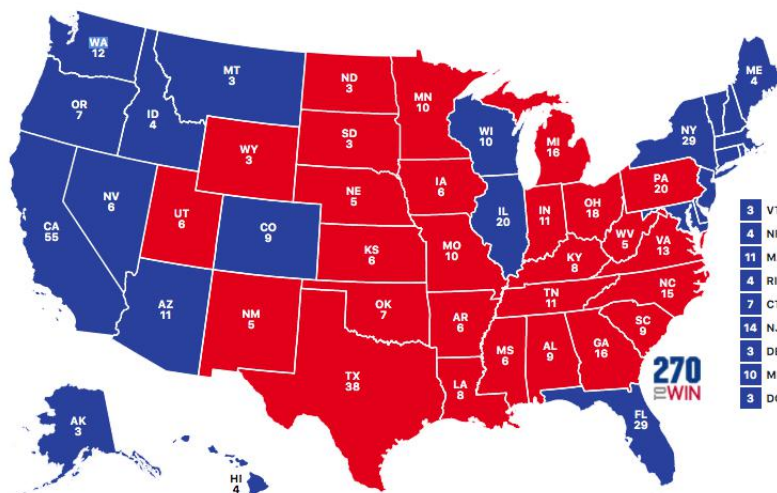 WA
12
OR
7
CA
55
NV
6
ID
4
MT
3
WY
3
UT
6
CO
9
AZ
11
NM
5
ND
3
SD
3
NE
5
KS
6
OK
7
TX
38
MN
10
IA
6
MO
10
AR
6
LA
8
WI
10
IL
20
MI
16
IN
11
OH
18
KY
8
TN
11
MS
6
AL
9
GA
16
FL
29
SC
9
NC
15
VA
13
WV
5
PA
20
NY
29
ME
4
AK
3
HI
4
270
TO
WIN
3 VT
4 N
11 M
4 RI
7 CT
14 NJ
3 DE
10 M
3 DC